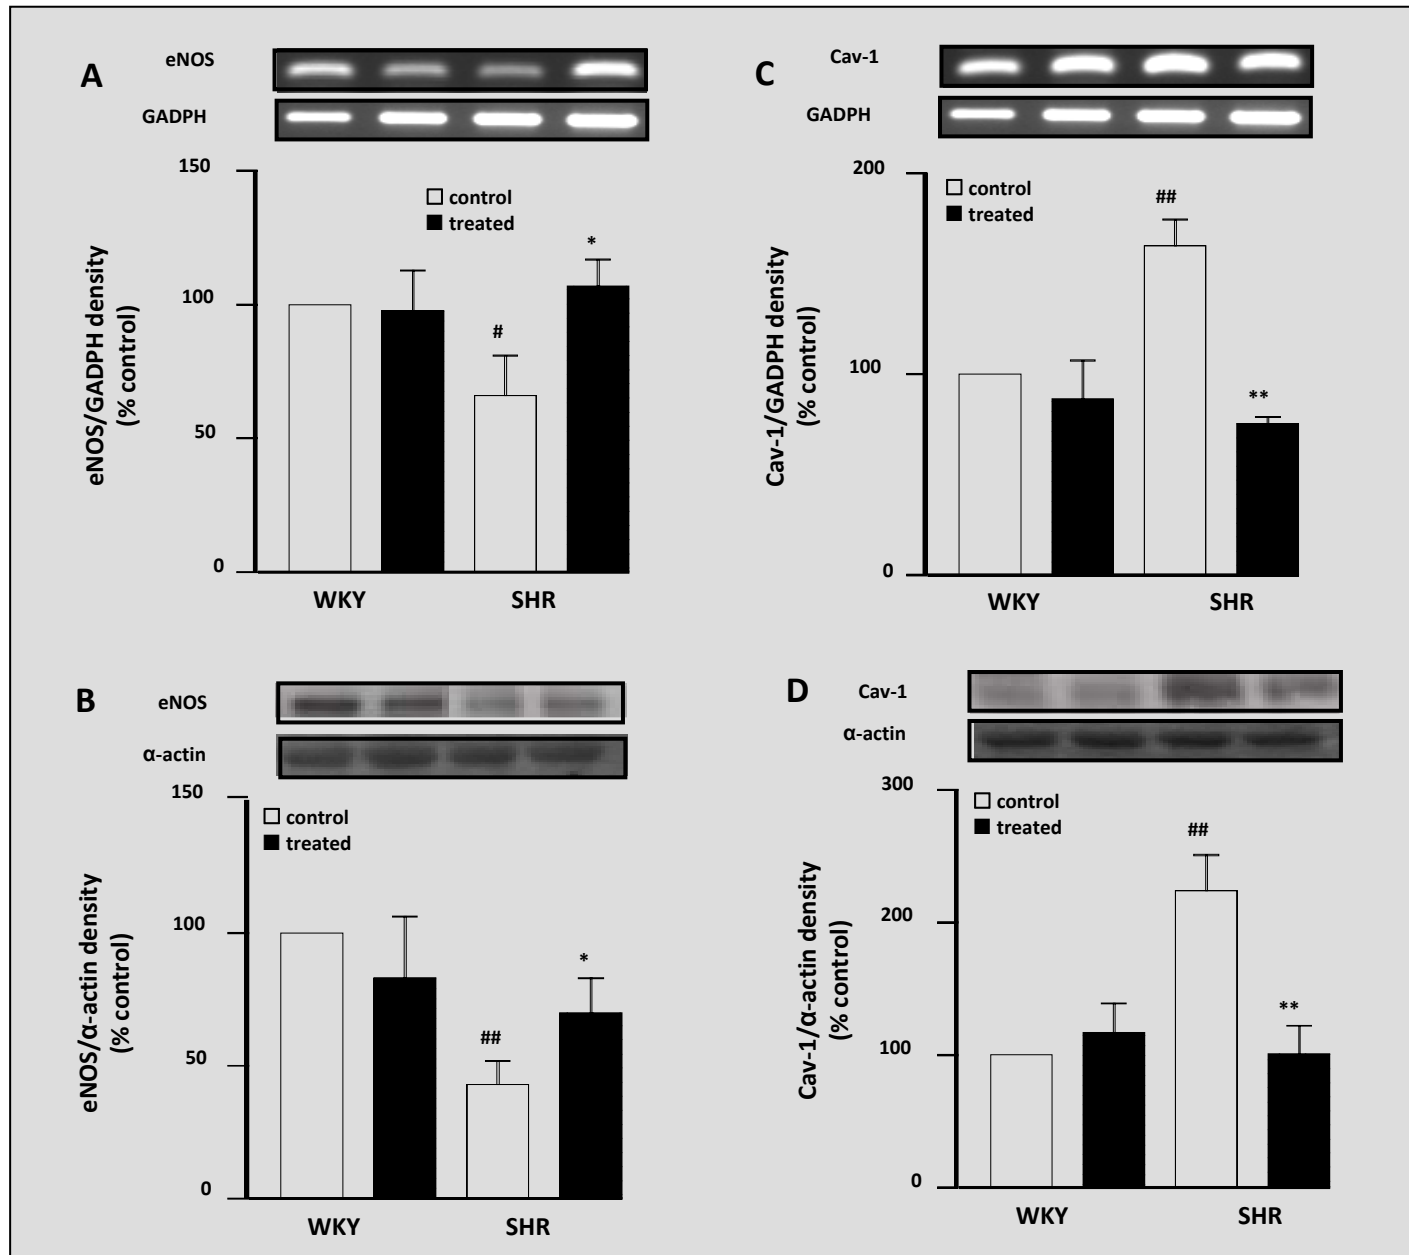 A
eNOS
GADPH
150
100
50
0
eNOS/GADPH density
(% control)
control
treated
#
*
WKY SHR
C
Cav-1
GADPH
200
100
0
Cav-1/GADPH density
(% control)
control
treated
##
**
WKY SHR
B
eNOS
α-actin
150
100
50
0
eNOS/α-actin density
(% control)
control
treated
##
*
WKY SHR
D
Cav-1
α-actin
300
200
100
0
Cav-1/α-actin density
(% control)
control
treated
##
**
WKY SHR